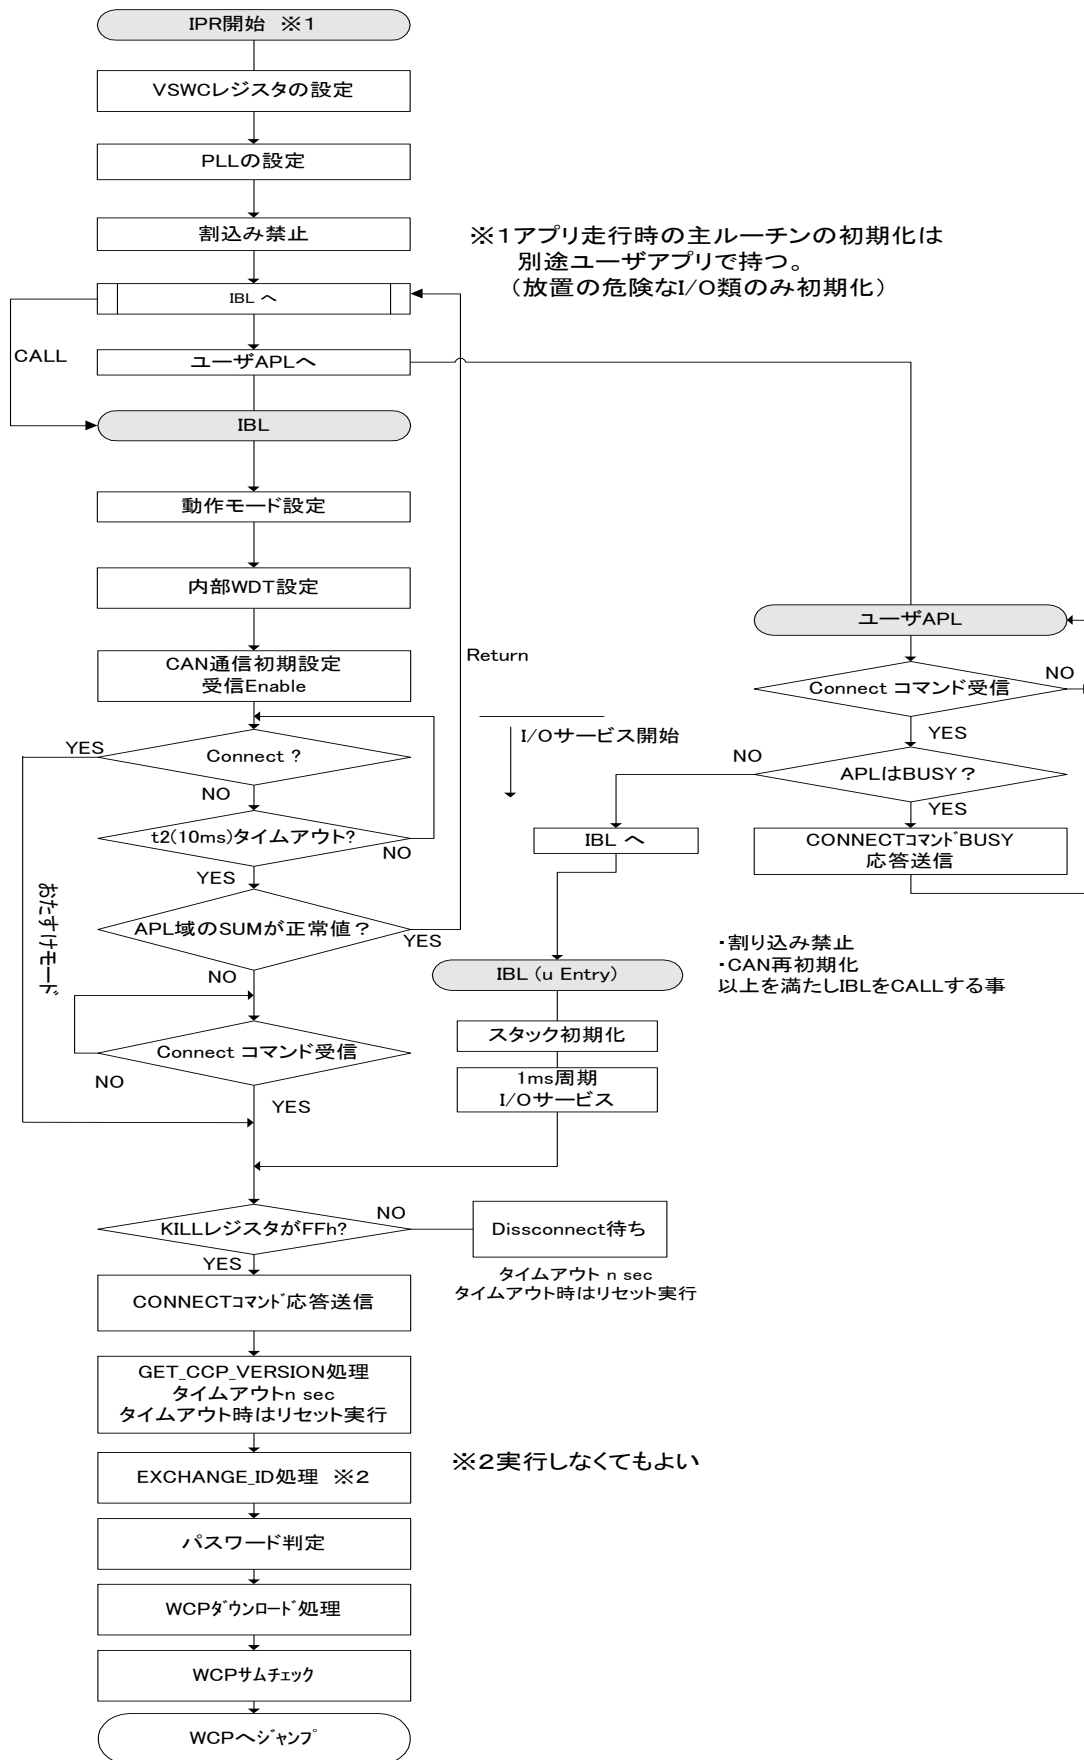 IPR開始 ※1
VSWCレジスタの設定
PLLの設定
割込み禁止
※1アプリ走行時の主ルーチンの初期化は
別途ユーザアプリで持つ。
(放置の危険なI/O類のみ初期化)
IBL へ
CALL
ユーザAPLへ
IBL
動作モード設定
内部WDT設定
CAN通信初期設定
受信Enable
Return
YES
Connect ?
NO
t2(10ms)タイムアウト?
NO
YES
おたすけモード
APL域のSUMが正常値?
YES
NO
Connect コマンド受信
NO
YES
I/Oサービス開始
ユーザAPL
Connect コマンド受信
NO
YES
NO
APLはBUSY?
YES
IBL へ
CONNECTコマンドBUSY
応答送信
・割り込み禁止
・CAN再初期化
以上を満たしIBLをCALLする事
IBL (u Entry)
スタック初期化
1ms周期
I/Oサービス
KILLレジスタがFFh?
NO
YES
Dissconnect待ち
タイムアウト n sec
タイムアウト時はリセット実行
CONNECTコマンド応答送信
GET_CCP_VERSION処理
タイムアウトn sec
タイムアウト時はリセット実行
EXCHANGE_ID処理 ※2
※2実行しなくてもよい
パスワード判定
WCPダウンロード処理
WCPサムチェック
WCPへジャンプ